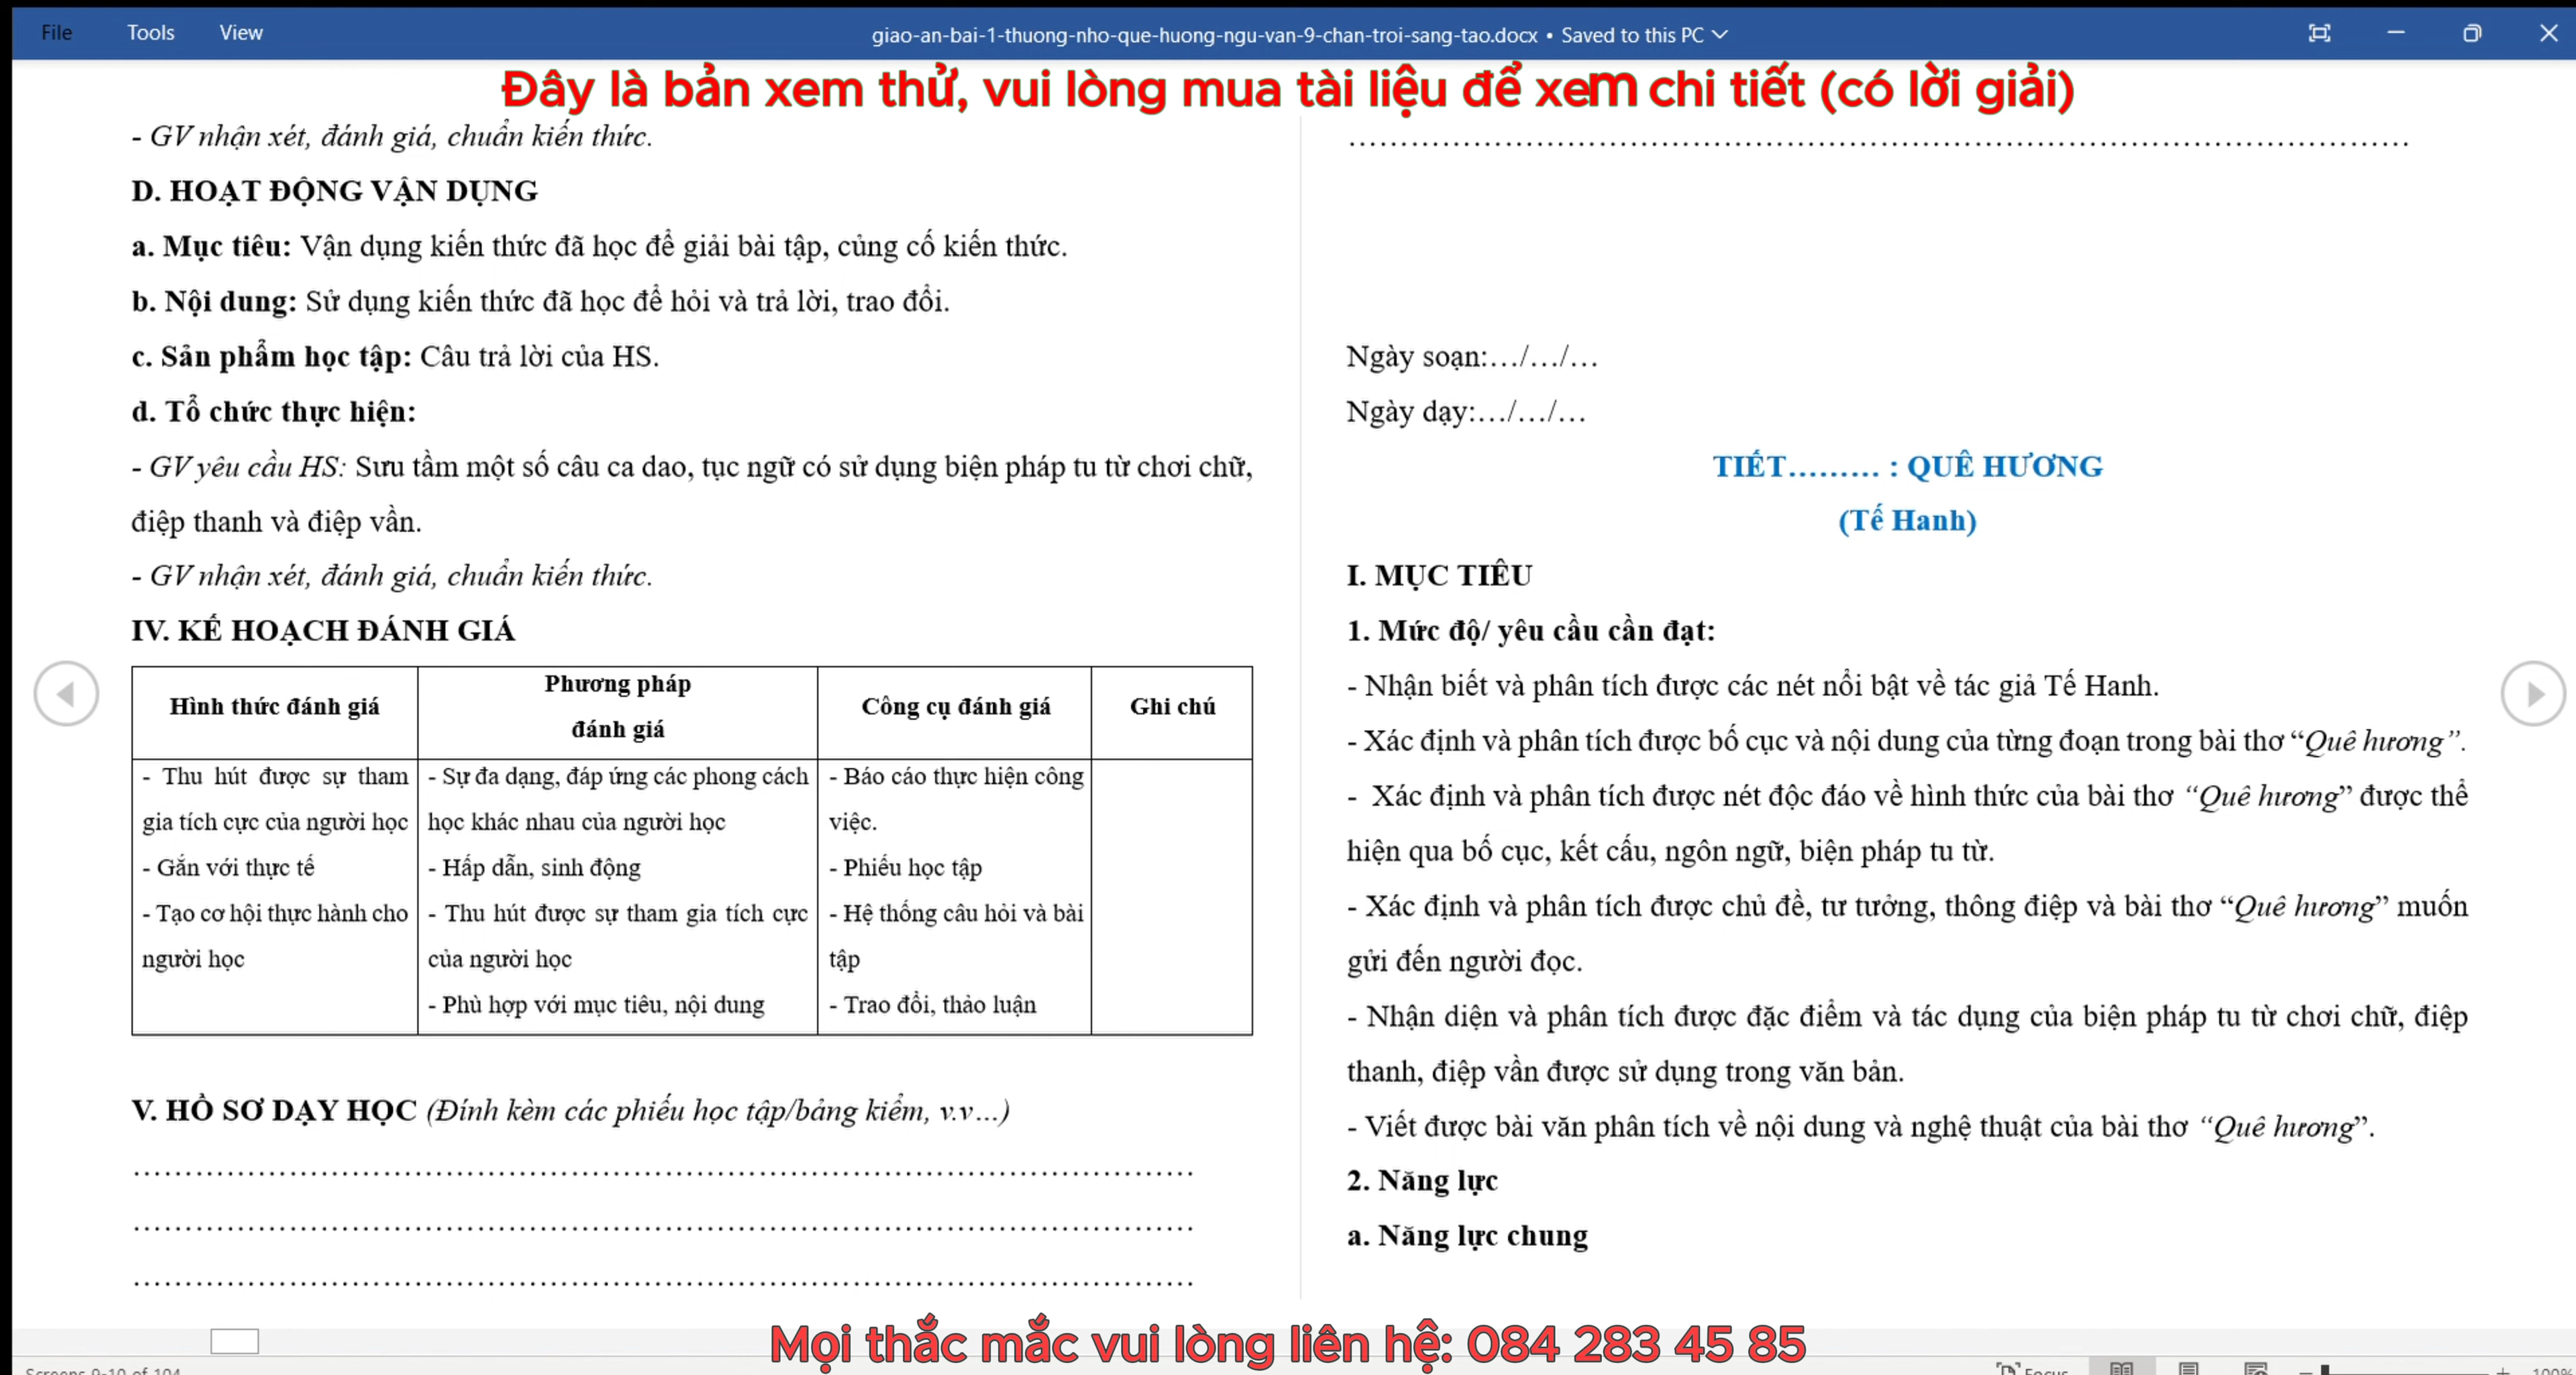 File Tools View giao-an-bai-1-thuong-nho-que-huong-ngu-van-9-chan-troi-sang-tao.docx • Saved to this PC
Đây là bản xem thử, vui lòng mua tài liệu để xem chi tiết (có lời giải)
- GV nhận xét, đánh giá, chuẩn kiến thức.
D. HOẠT ĐỘNG VẬN DỤNG
a. Mục tiêu: Vận dụng kiến thức đã học để giải bài tập, củng cố kiến thức.
b. Nội dung: Sử dụng kiến thức đã học để hỏi và trả lời, trao đổi.
c. Sản phẩm học tập: Câu trả lời của HS.
d. Tổ chức thực hiện:
- GV yêu cầu HS: Sưu tầm một số câu ca dao, tục ngữ có sử dụng biện pháp tu từ chơi chữ,
điệp thanh và điệp vần.
- GV nhận xét, đánh giá, chuẩn kiến thức.
IV. KẾ HOẠCH ĐÁNH GIÁ
Hình thức đánh giá
Phương pháp
đánh giá
Công cụ đánh giá
Ghi chú
- Thu hút được sự tham
gia tích cực của người học
- Gắn với thực tế
- Tạo cơ hội thực hành cho
người học
- Sự đa dạng, đáp ứng các phong cách
học khác nhau của người học
- Hấp dẫn, sinh động
- Thu hút được sự tham gia tích cực
của người học
- Phù hợp với mục tiêu, nội dung
- Báo cáo thực hiện công
việc.
- Phiếu học tập
- Hệ thống câu hỏi và bài
tập
- Trao đổi, thảo luận
V. HỒ SƠ DẠY HỌC (Đính kèm các phiếu học tập/bảng kiểm, v.v...)
Ngày soạn:…/…/…
Ngày dạy:…/…/…
TIẾT……… : QUÊ HƯƠNG
(Tế Hanh)
I. MỤC TIÊU
1. Mức độ/ yêu cầu cần đạt:
- Nhận biết và phân tích được các nét nổi bật về tác giả Tế Hanh.
- Xác định và phân tích được bố cục và nội dung của từng đoạn trong bài thơ “Quê hương”.
- Xác định và phân tích được nét độc đáo về hình thức của bài thơ “Quê hương” được thể
hiện qua bố cục, kết cấu, ngôn ngữ, biện pháp tu từ.
- Xác định và phân tích được chủ đề, tư tưởng, thông điệp và bài thơ “Quê hương” muốn
gửi đến người đọc.
- Nhận diện và phân tích được đặc điểm và tác dụng của biện pháp tu từ chơi chữ, điệp
thanh, điệp vần được sử dụng trong văn bản.
- Viết được bài văn phân tích về nội dung và nghệ thuật của bài thơ “Quê hương”.
2. Năng lực
a. Năng lực chung
Mọi thắc mắc vui lòng liên hệ: 084 283 45 85
Screens 9-10 of 104
Focus
100%